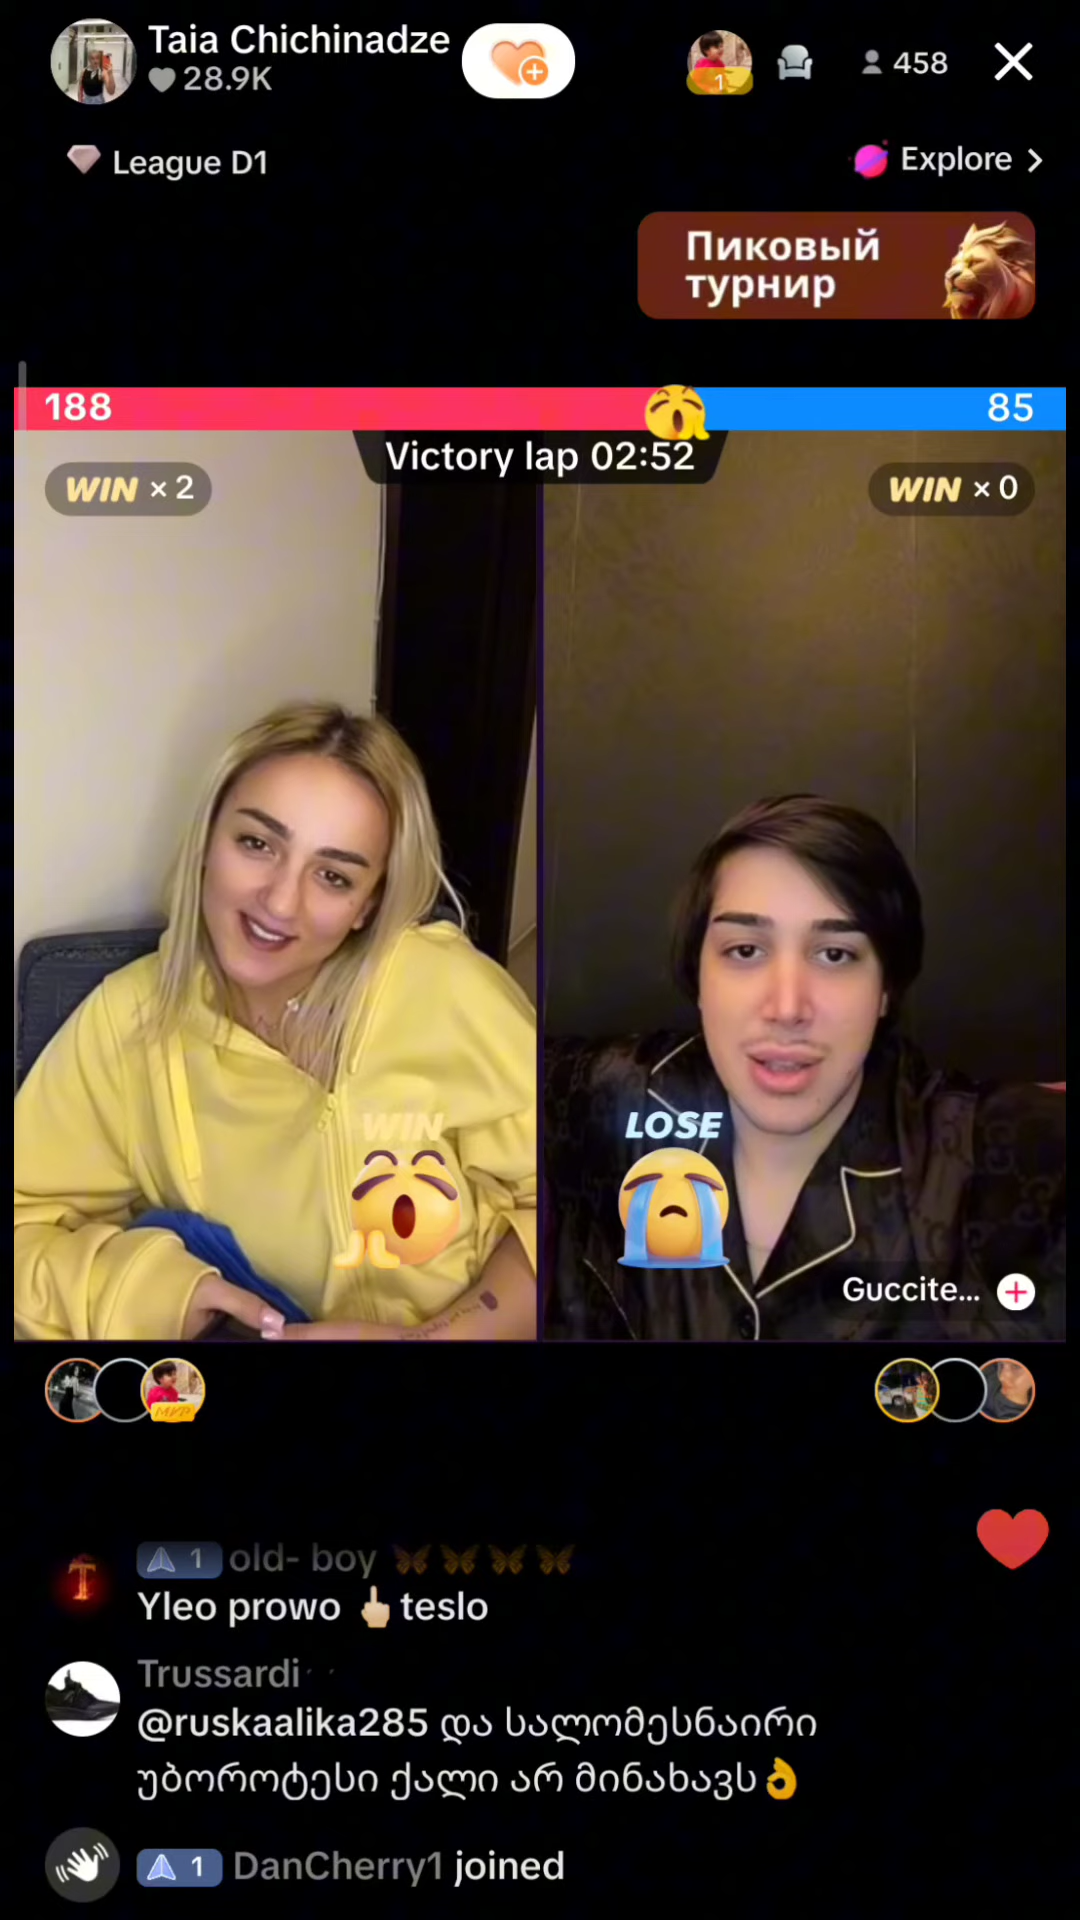 Taia Chichinadze
28.9K
1
458
League D1
Explore
Пиковый
турнир
188
85
Victory lap 02:52
WIN × 2
WIN × 0
WIN
LOSE
Guccite...
MVP
1 old- boy
Yleo prowo 🖕🏻 teslo
Trussardi
@ruskaalika285 და სალომესნაირი
უბოროტესი ქალი არ მინახავს👌
1 DanCherry1 joined